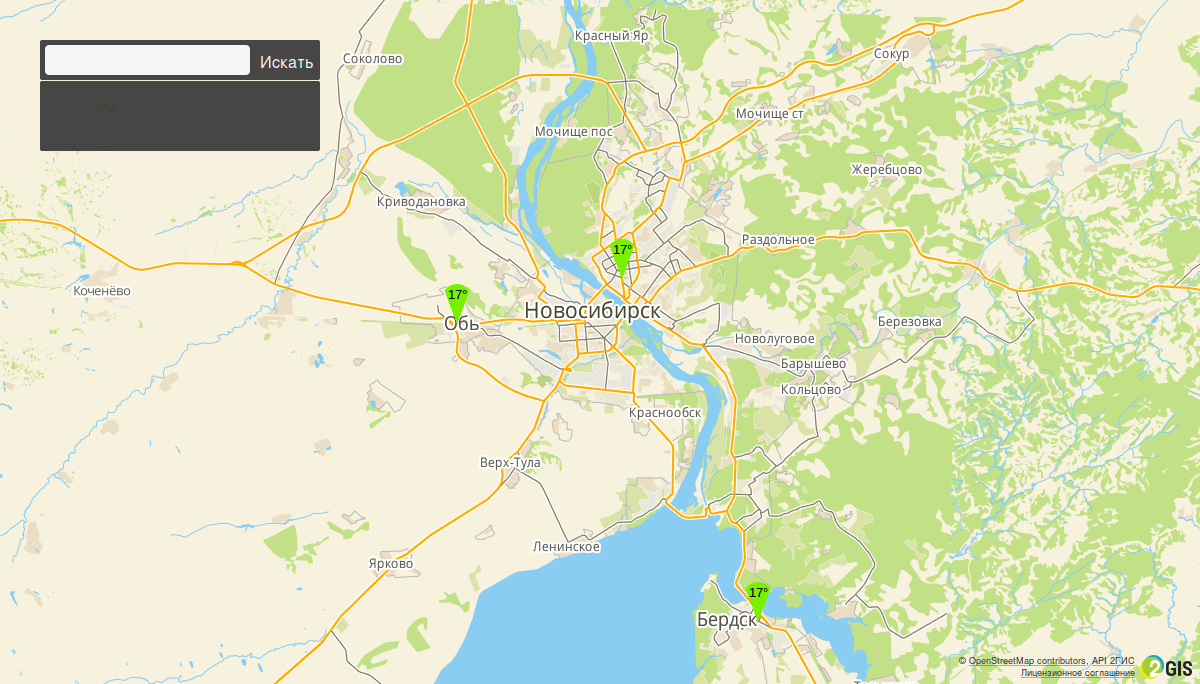 Красный Яр
Сокур
Соколово
Искать
Мочище ст
Мочище пос
Жеребцово
Криводановка
Раздольное
17°
Коченёво
17°
Новосибирск
Обь
Березовка
Новолуговое
Барышево
Кольцово
Краснообск
Верх-Тула
Ленинское
Ярково
17°
Бердск
© OpenStreetMap contributors, API 2ГИС
Лицензионное соглашение
2GIS